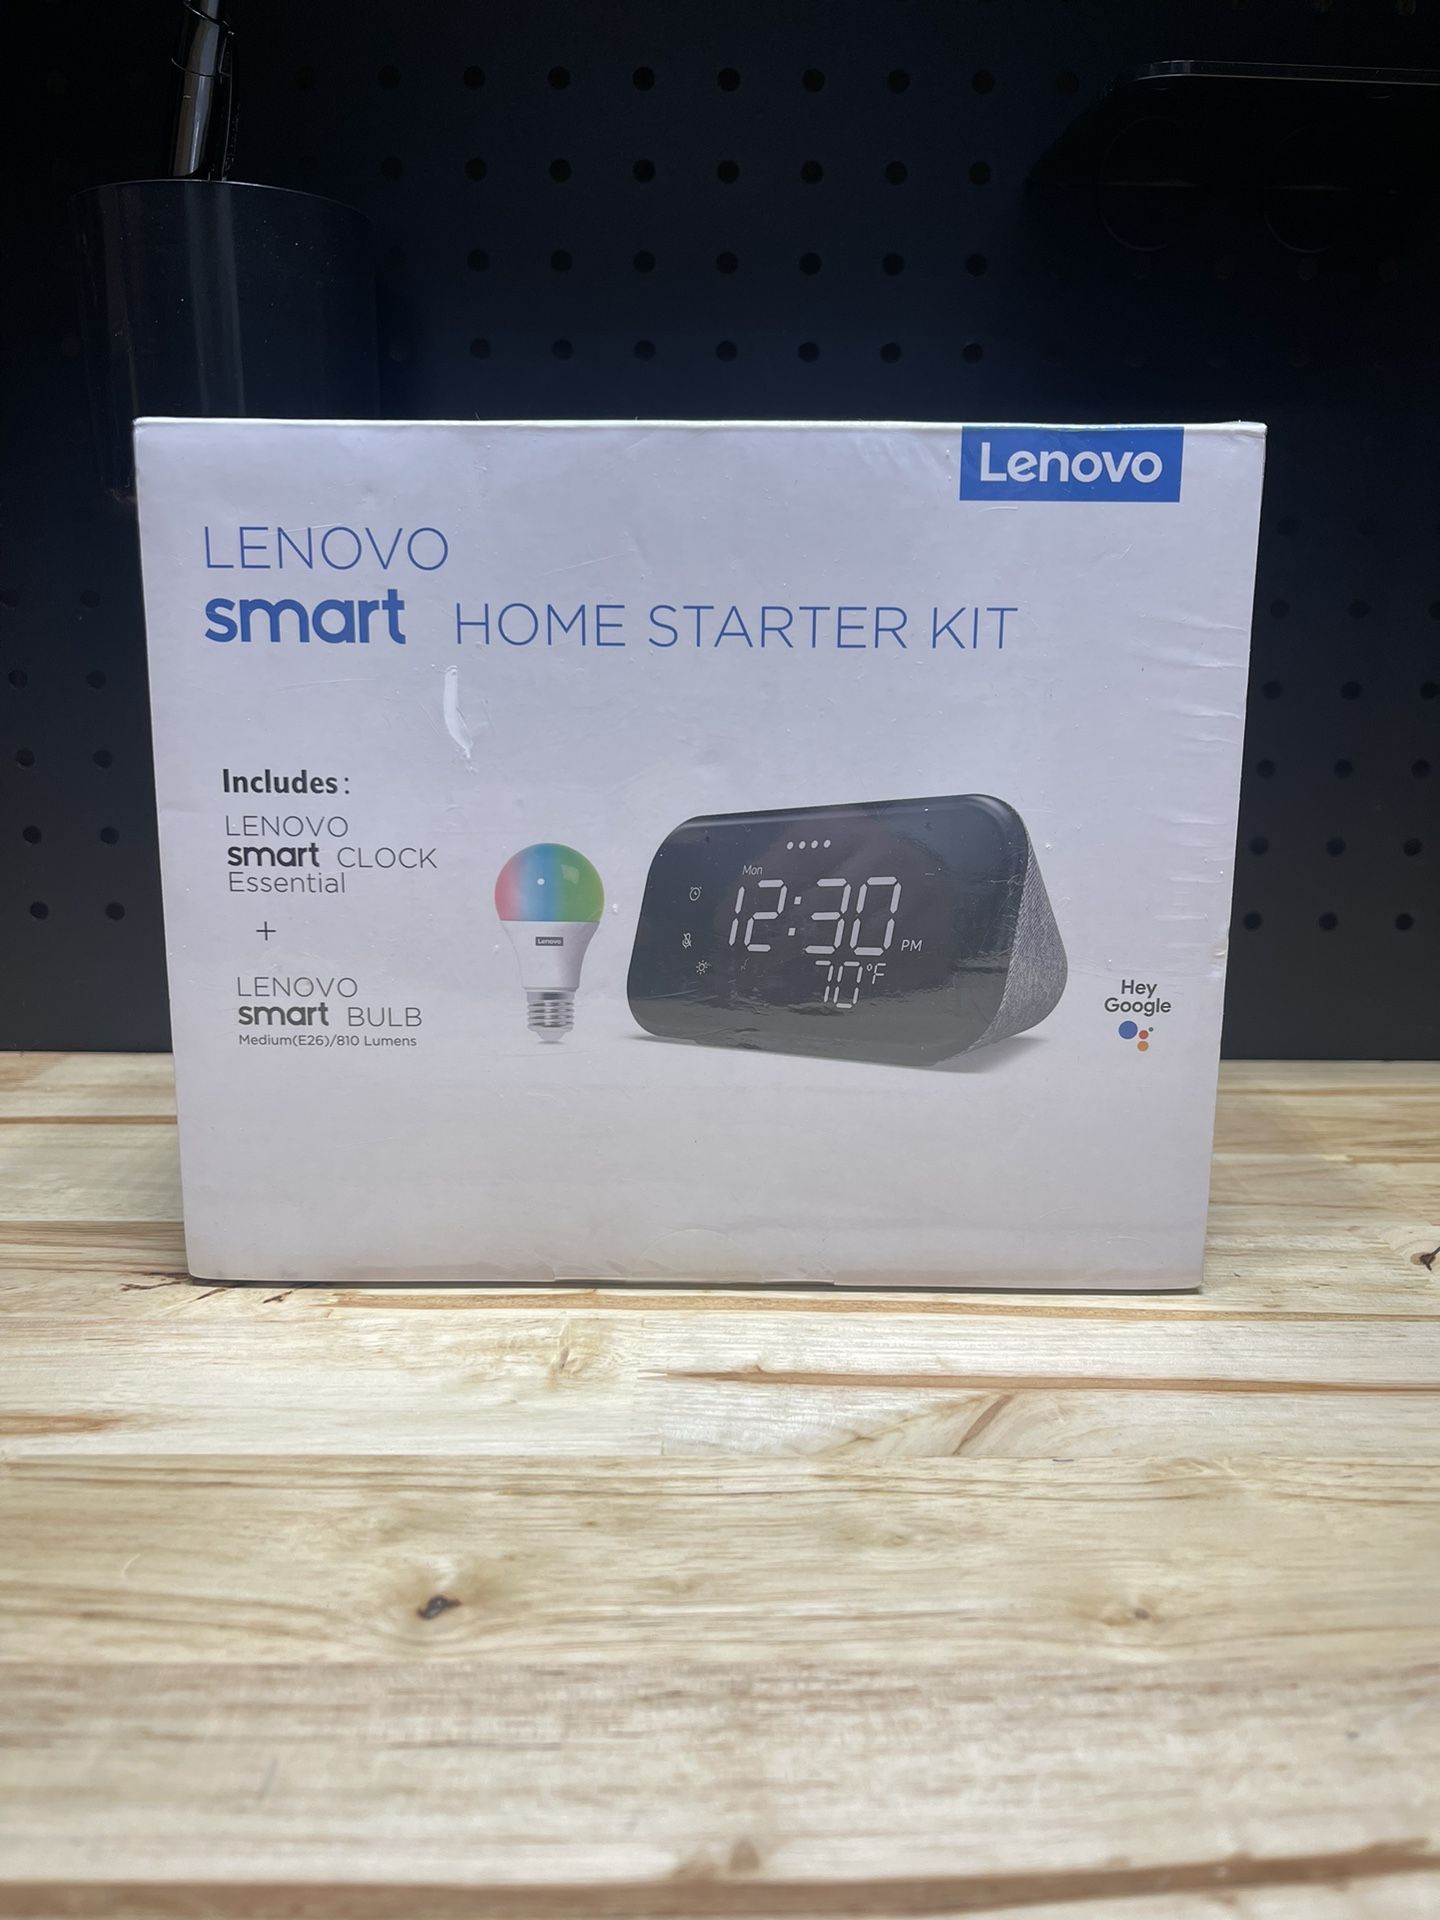 Lenovo
LENOVO
smart HOME STARTER KIT
Includes:
LENOVO
smart CLOCK
Essential
+
LENOVO
smart BULB
Medium(E26)/810 Lumens
Lenovo
Mon
12:30 PM
70°F
Hey
Google